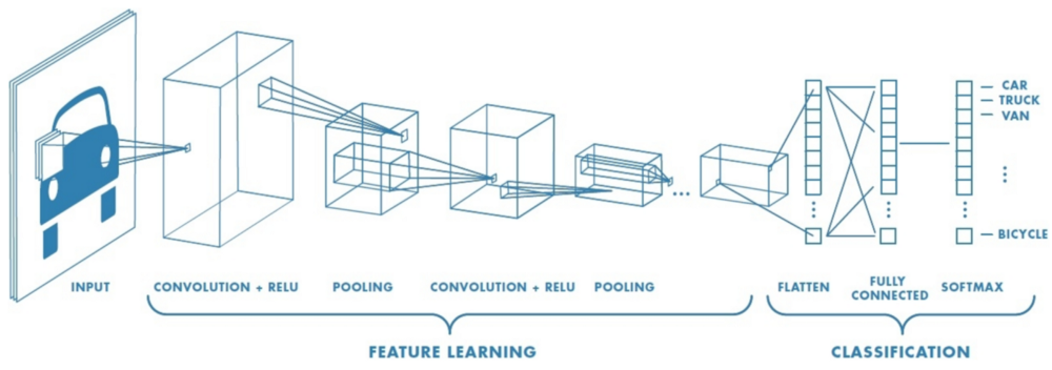 CAR
TRUCK
VAN
BICYCLE
INPUT
CONVOLUTION + RELU
POOLING
CONVOLUTION + RELU
POOLING
FLATTEN
FULLY
CONNECTED
SOFTMAX
FEATURE LEARNING
CLASSIFICATION